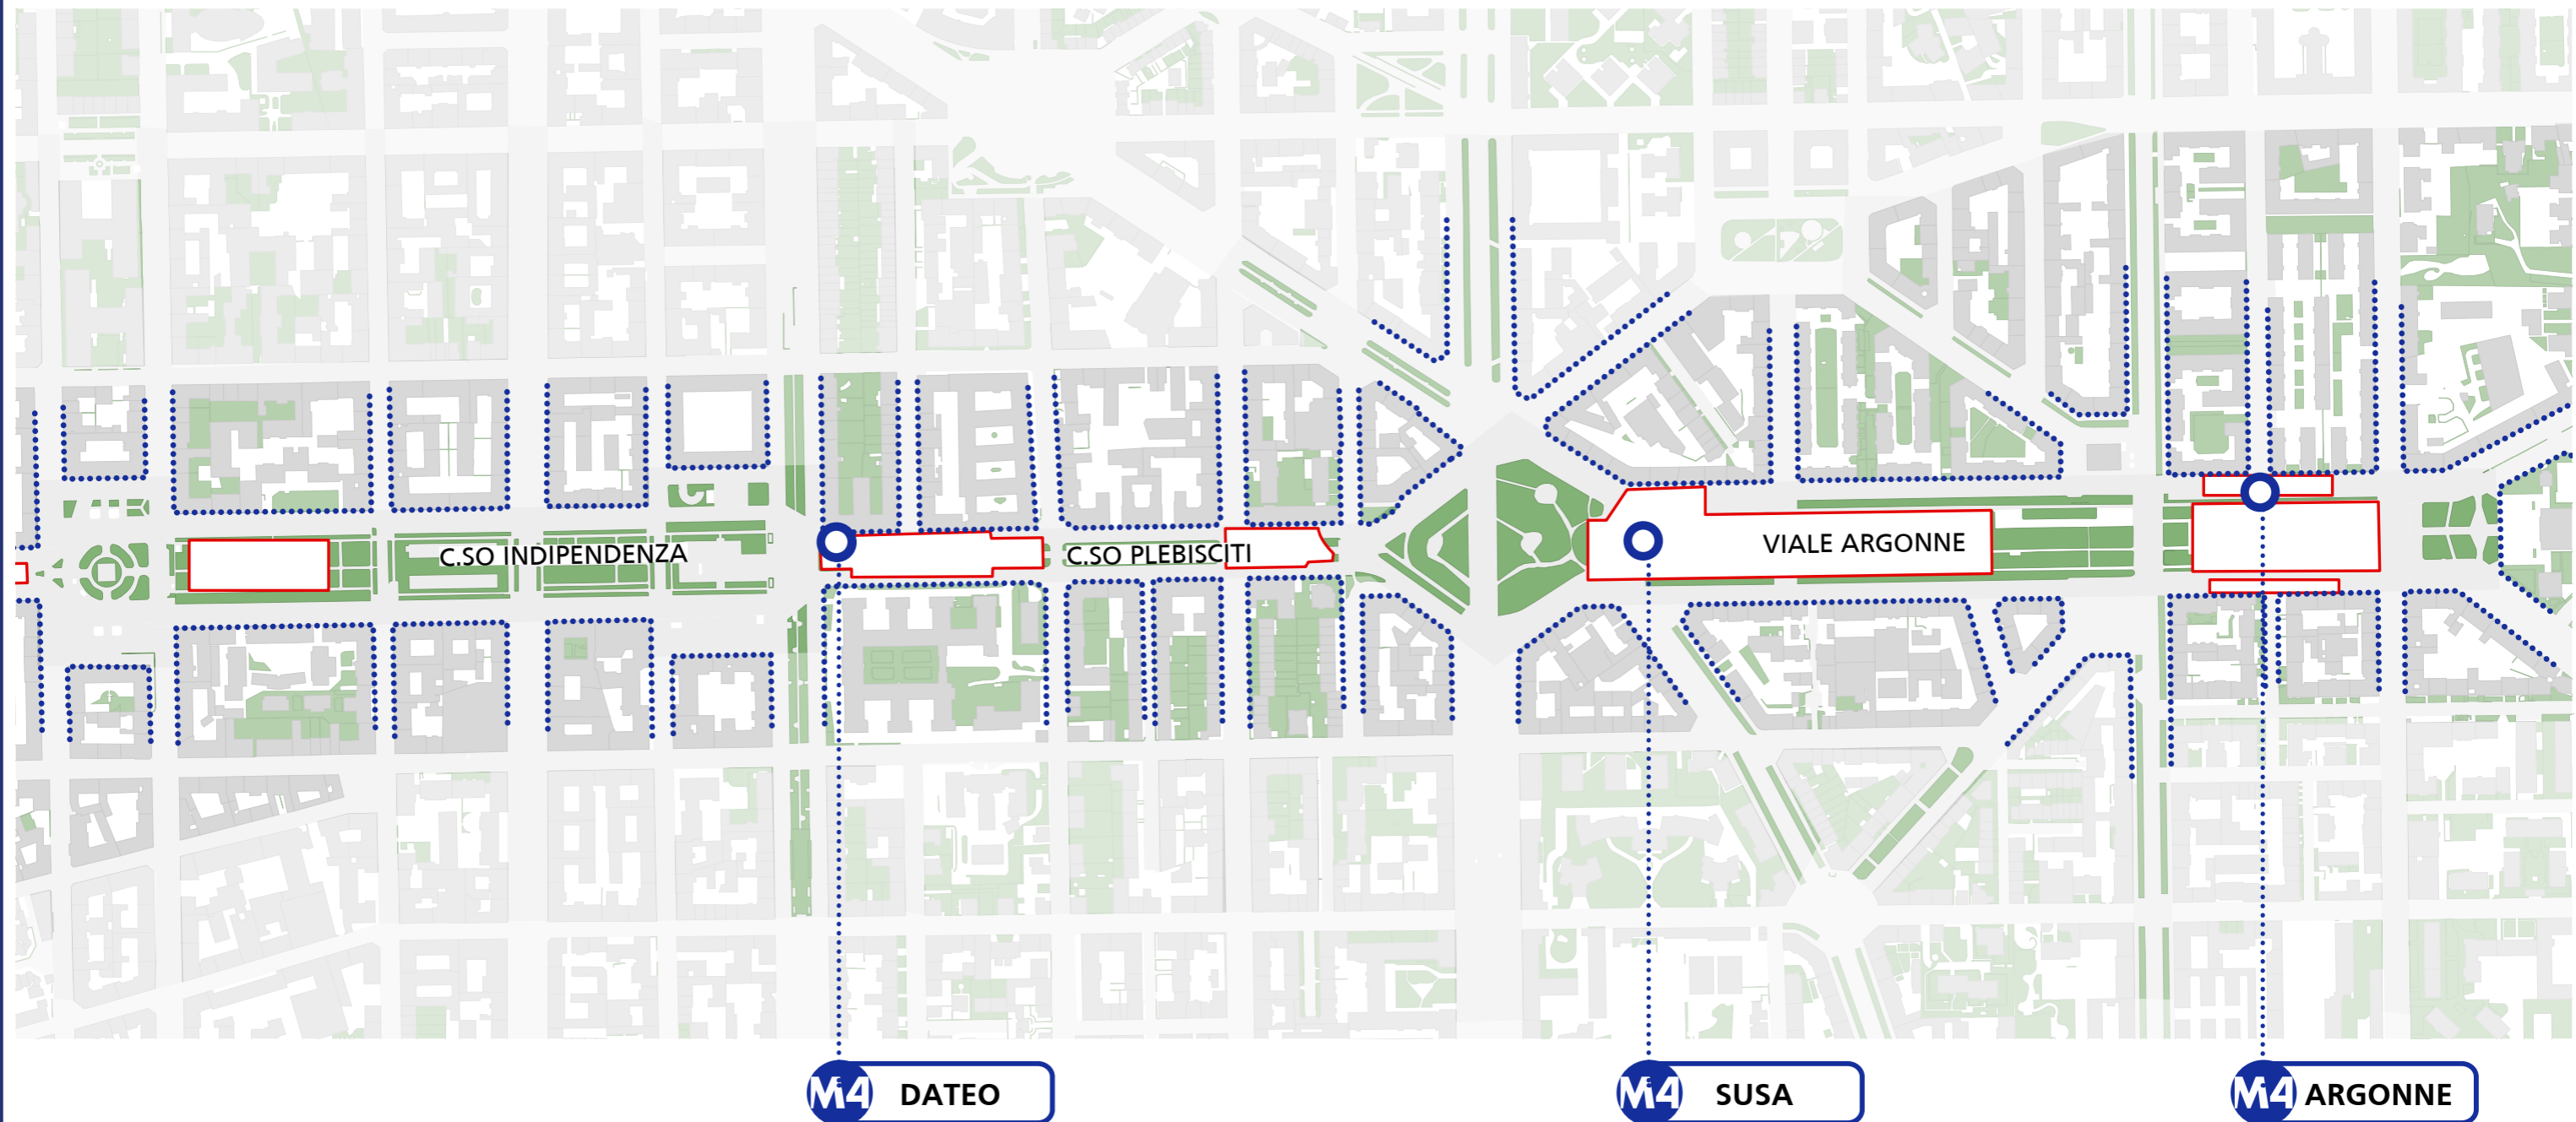 C.SO INDIPENDENZA
C.SO PLEBISCITI
VIALE ARGONNE
M4 DATEO
M4 SUSA
M4 ARGONNE